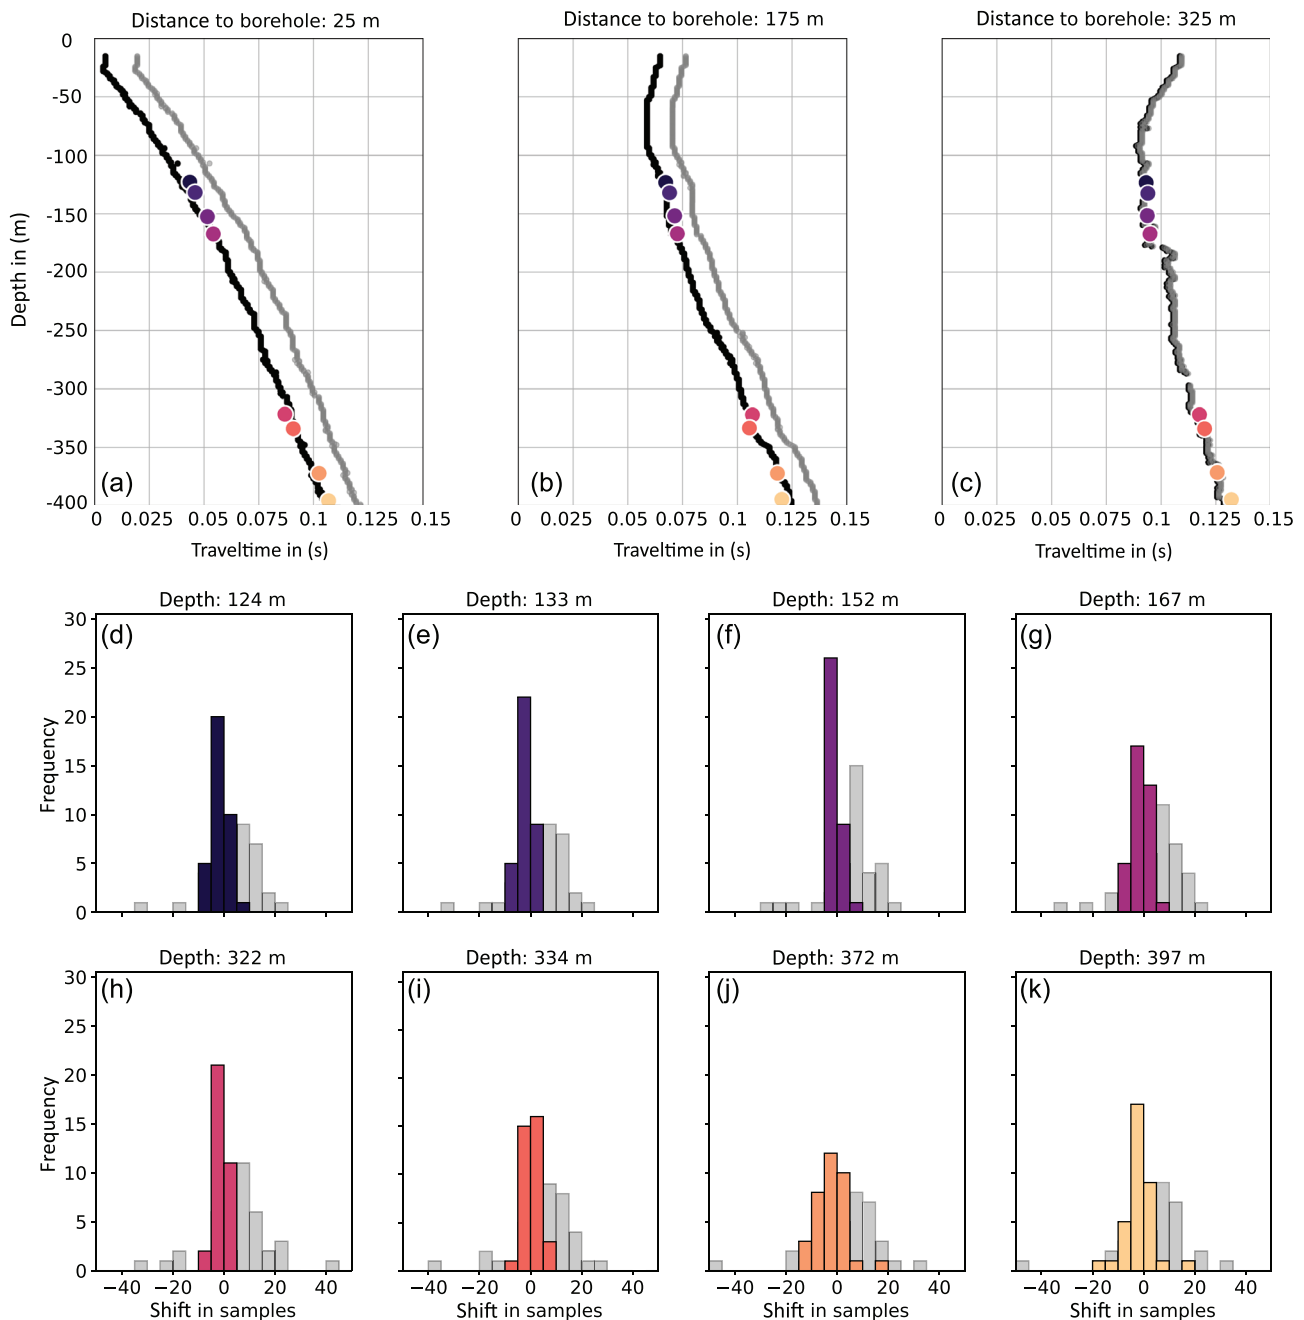 Distance to borehole: 25 m
Distance to borehole: 175 m
Distance to borehole: 325 m
0
-50
-100
-150
-200
-250
-300
-350
-400
Depth in (m)
(a)
(b)
(c)
0 0.025 0.05 0.075 0.1 0.125 0.15
0 0.025 0.05 0.075 0.1 0.125 0.15
0 0.025 0.05 0.075 0.1 0.125 0.15
Traveltime in (s)
Traveltime in (s)
Traveltime in (s)
Depth: 124 m
Depth: 133 m
Depth: 152 m
Depth: 167 m
(d)
(e)
(f)
(g)
30
25
20
15
10
5
0
Frequency
Depth: 322 m
Depth: 334 m
Depth: 372 m
Depth: 397 m
(h)
(i)
(j)
(k)
30
25
20
15
10
5
0
Frequency
−40 −20 0 20 40
−40 −20 0 20 40
−40 −20 0 20 40
−40 −20 0 20 40
Shift in samples
Shift in samples
Shift in samples
Shift in samples